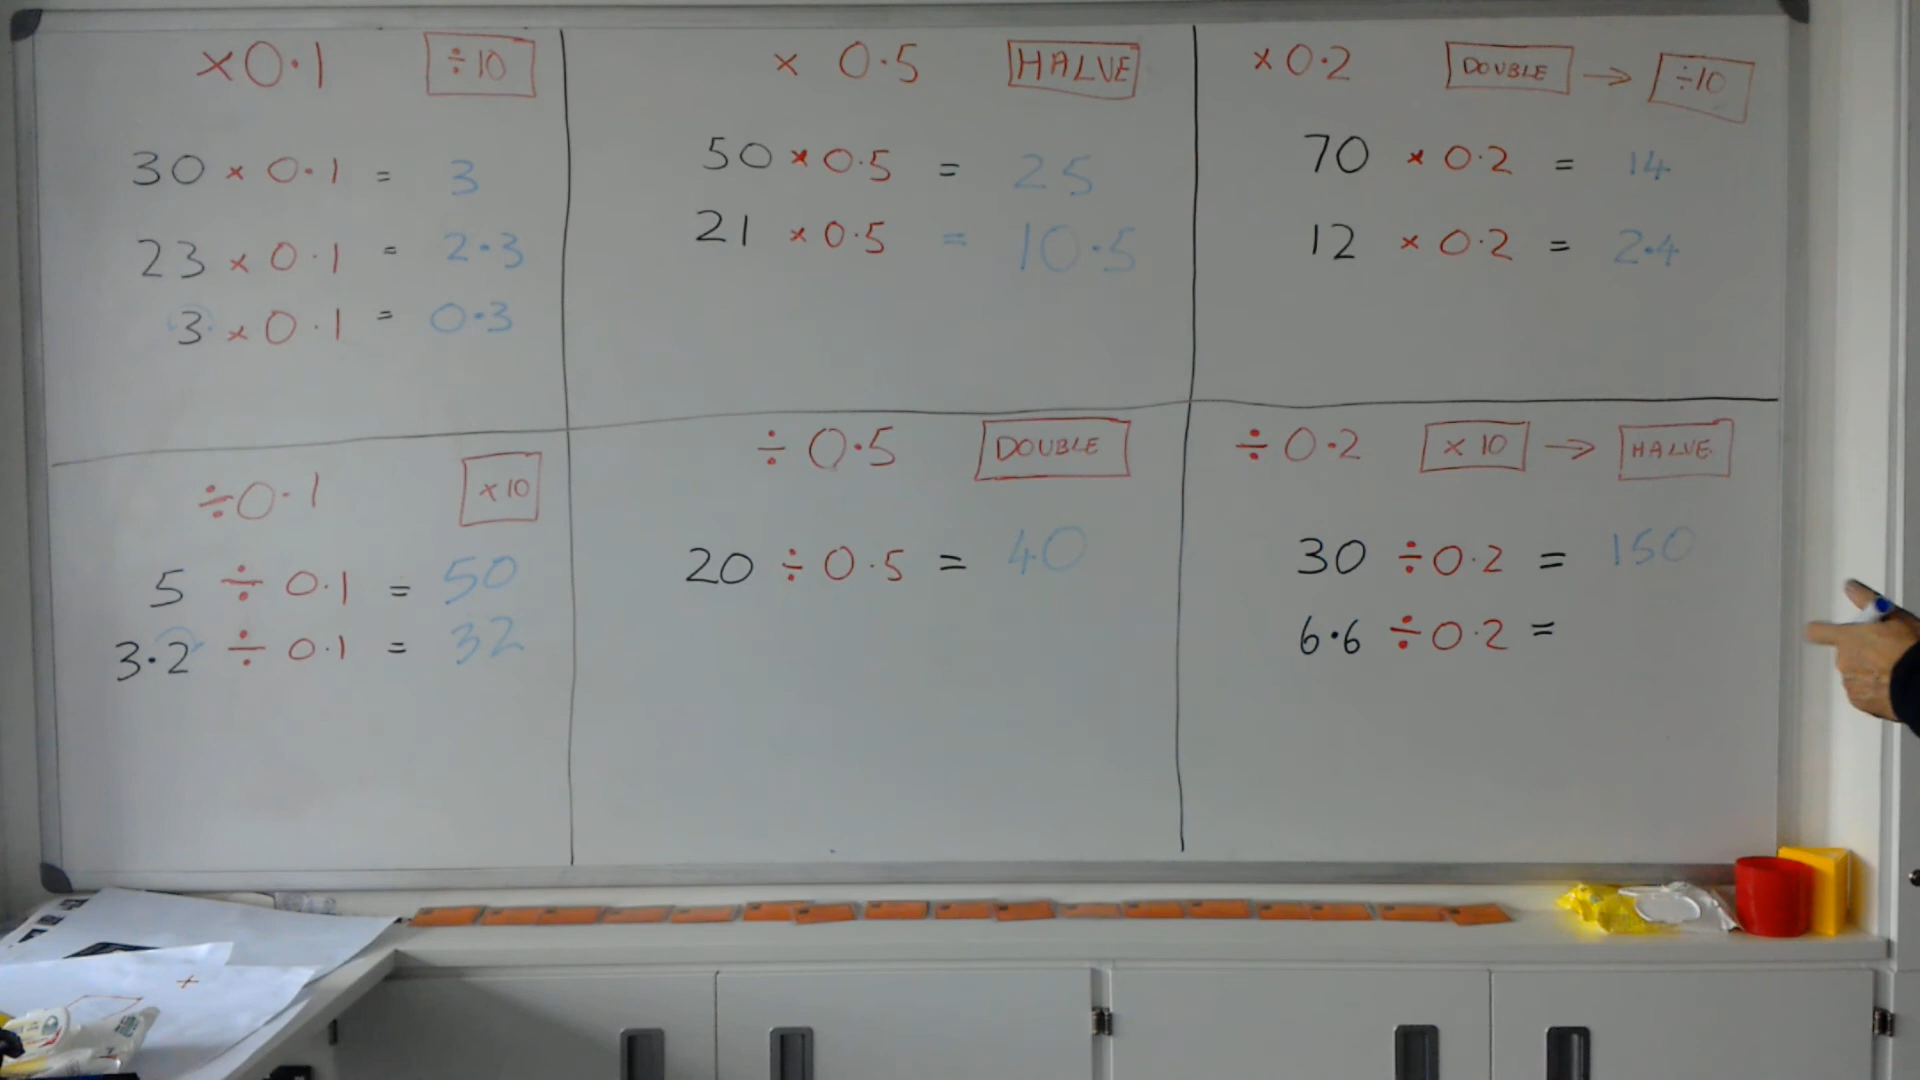 ×0·1 ÷10
30 × 0·1 = 3
23 × 0·1 = 2·3
3 × 0·1 = 0·3
× 0·5 HALVE
50 × 0·5 = 25
21 × 0·5 = 10·5
×0·2 DOUBLE → ÷10
70 × 0·2 = 14
12 × 0·2 = 2·4
÷0·1 ×10
5 ÷ 0·1 = 50
3·2 ÷ 0·1 = 32
÷ 0·5 DOUBLE
20 ÷ 0·5 = 40
÷0·2 ×10 → HALVE
30 ÷0·2 = 150
6·6 ÷0·2 =